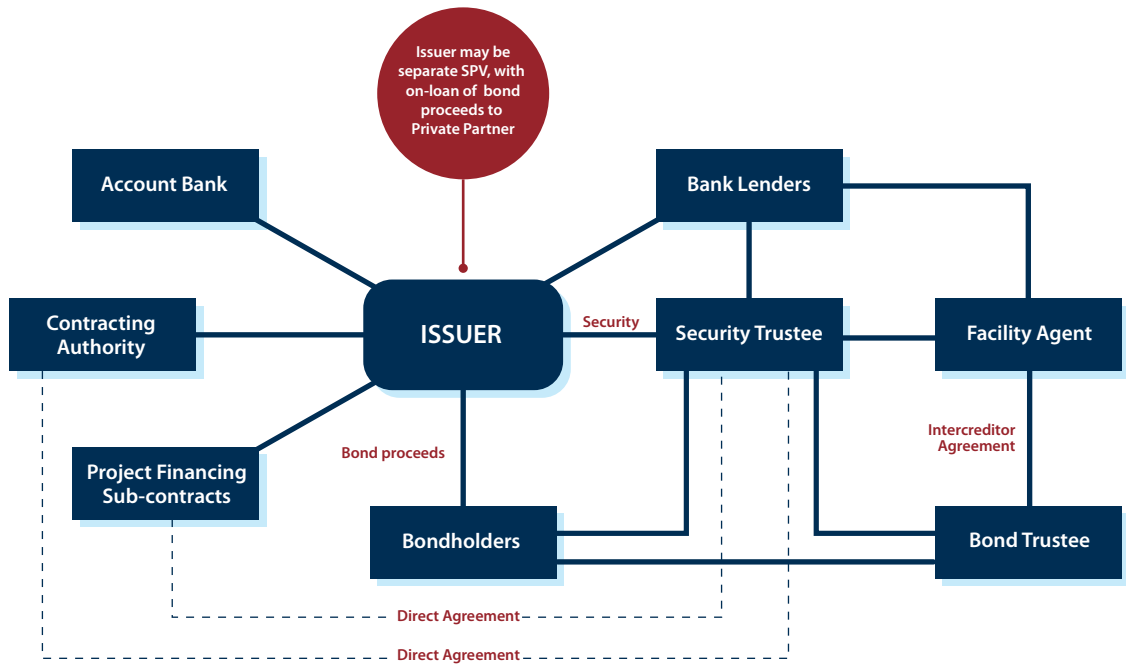 Issuer may be
separate SPV, with
on-loan of bond
proceeds to
Private Partner
Account Bank
Bank Lenders
Contracting
Authority
ISSUER
Security
Security Trustee
Facility Agent
Project Financing
Sub-contracts
Bond proceeds
Intercreditor
Agreement
Bondholders
Bond Trustee
Direct Agreement
Direct Agreement